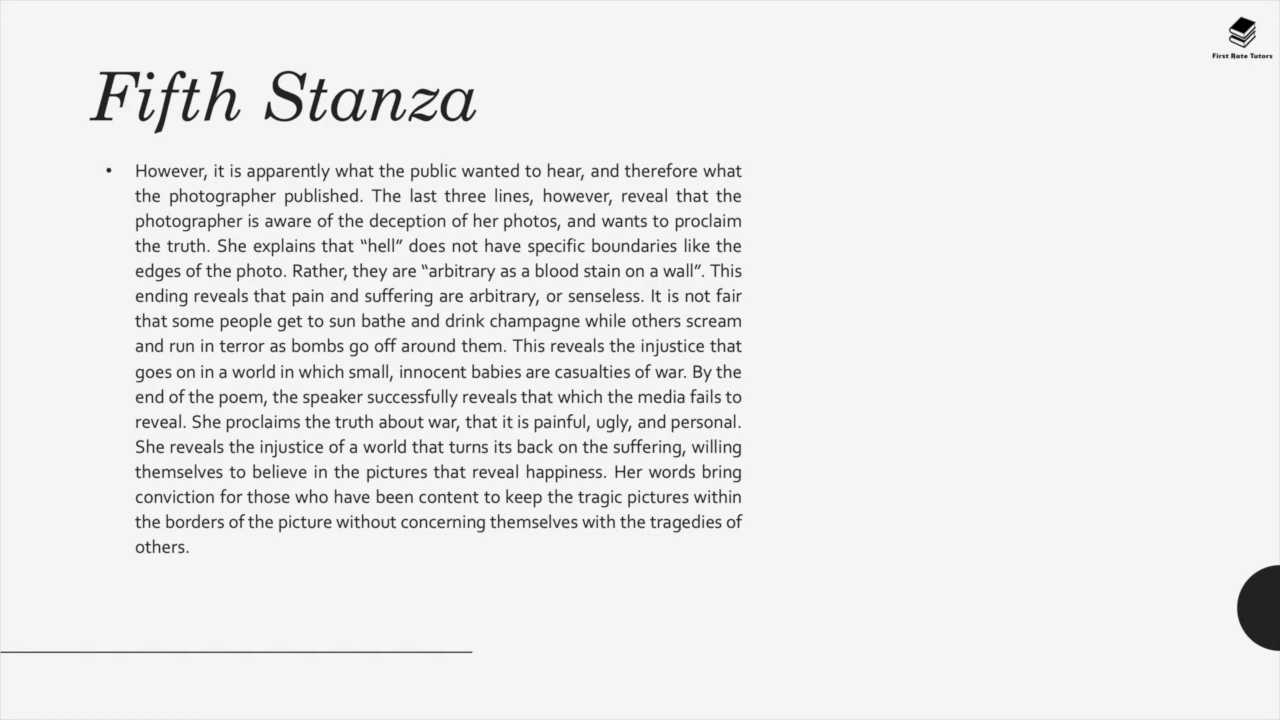 First Rate Tutors
Fifth Stanza
• However, it is apparently what the public wanted to hear, and therefore what
the photographer published. The last three lines, however, reveal that the
photographer is aware of the deception of her photos, and wants to proclaim
the truth. She explains that “hell” does not have specific boundaries like the
edges of the photo. Rather, they are “arbitrary as a blood stain on a wall”. This
ending reveals that pain and suffering are arbitrary, or senseless. It is not fair
that some people get to sun bathe and drink champagne while others scream
and run in terror as bombs go off around them. This reveals the injustice that
goes on in a world in which small, innocent babies are casualties of war. By the
end of the poem, the speaker successfully reveals that which the media fails to
reveal. She proclaims the truth about war, that it is painful, ugly, and personal.
She reveals the injustice of a world that turns its back on the suffering, willing
themselves to believe in the pictures that reveal happiness. Her words bring
conviction for those who have been content to keep the tragic pictures within
the borders of the picture without concerning themselves with the tragedies of
others.